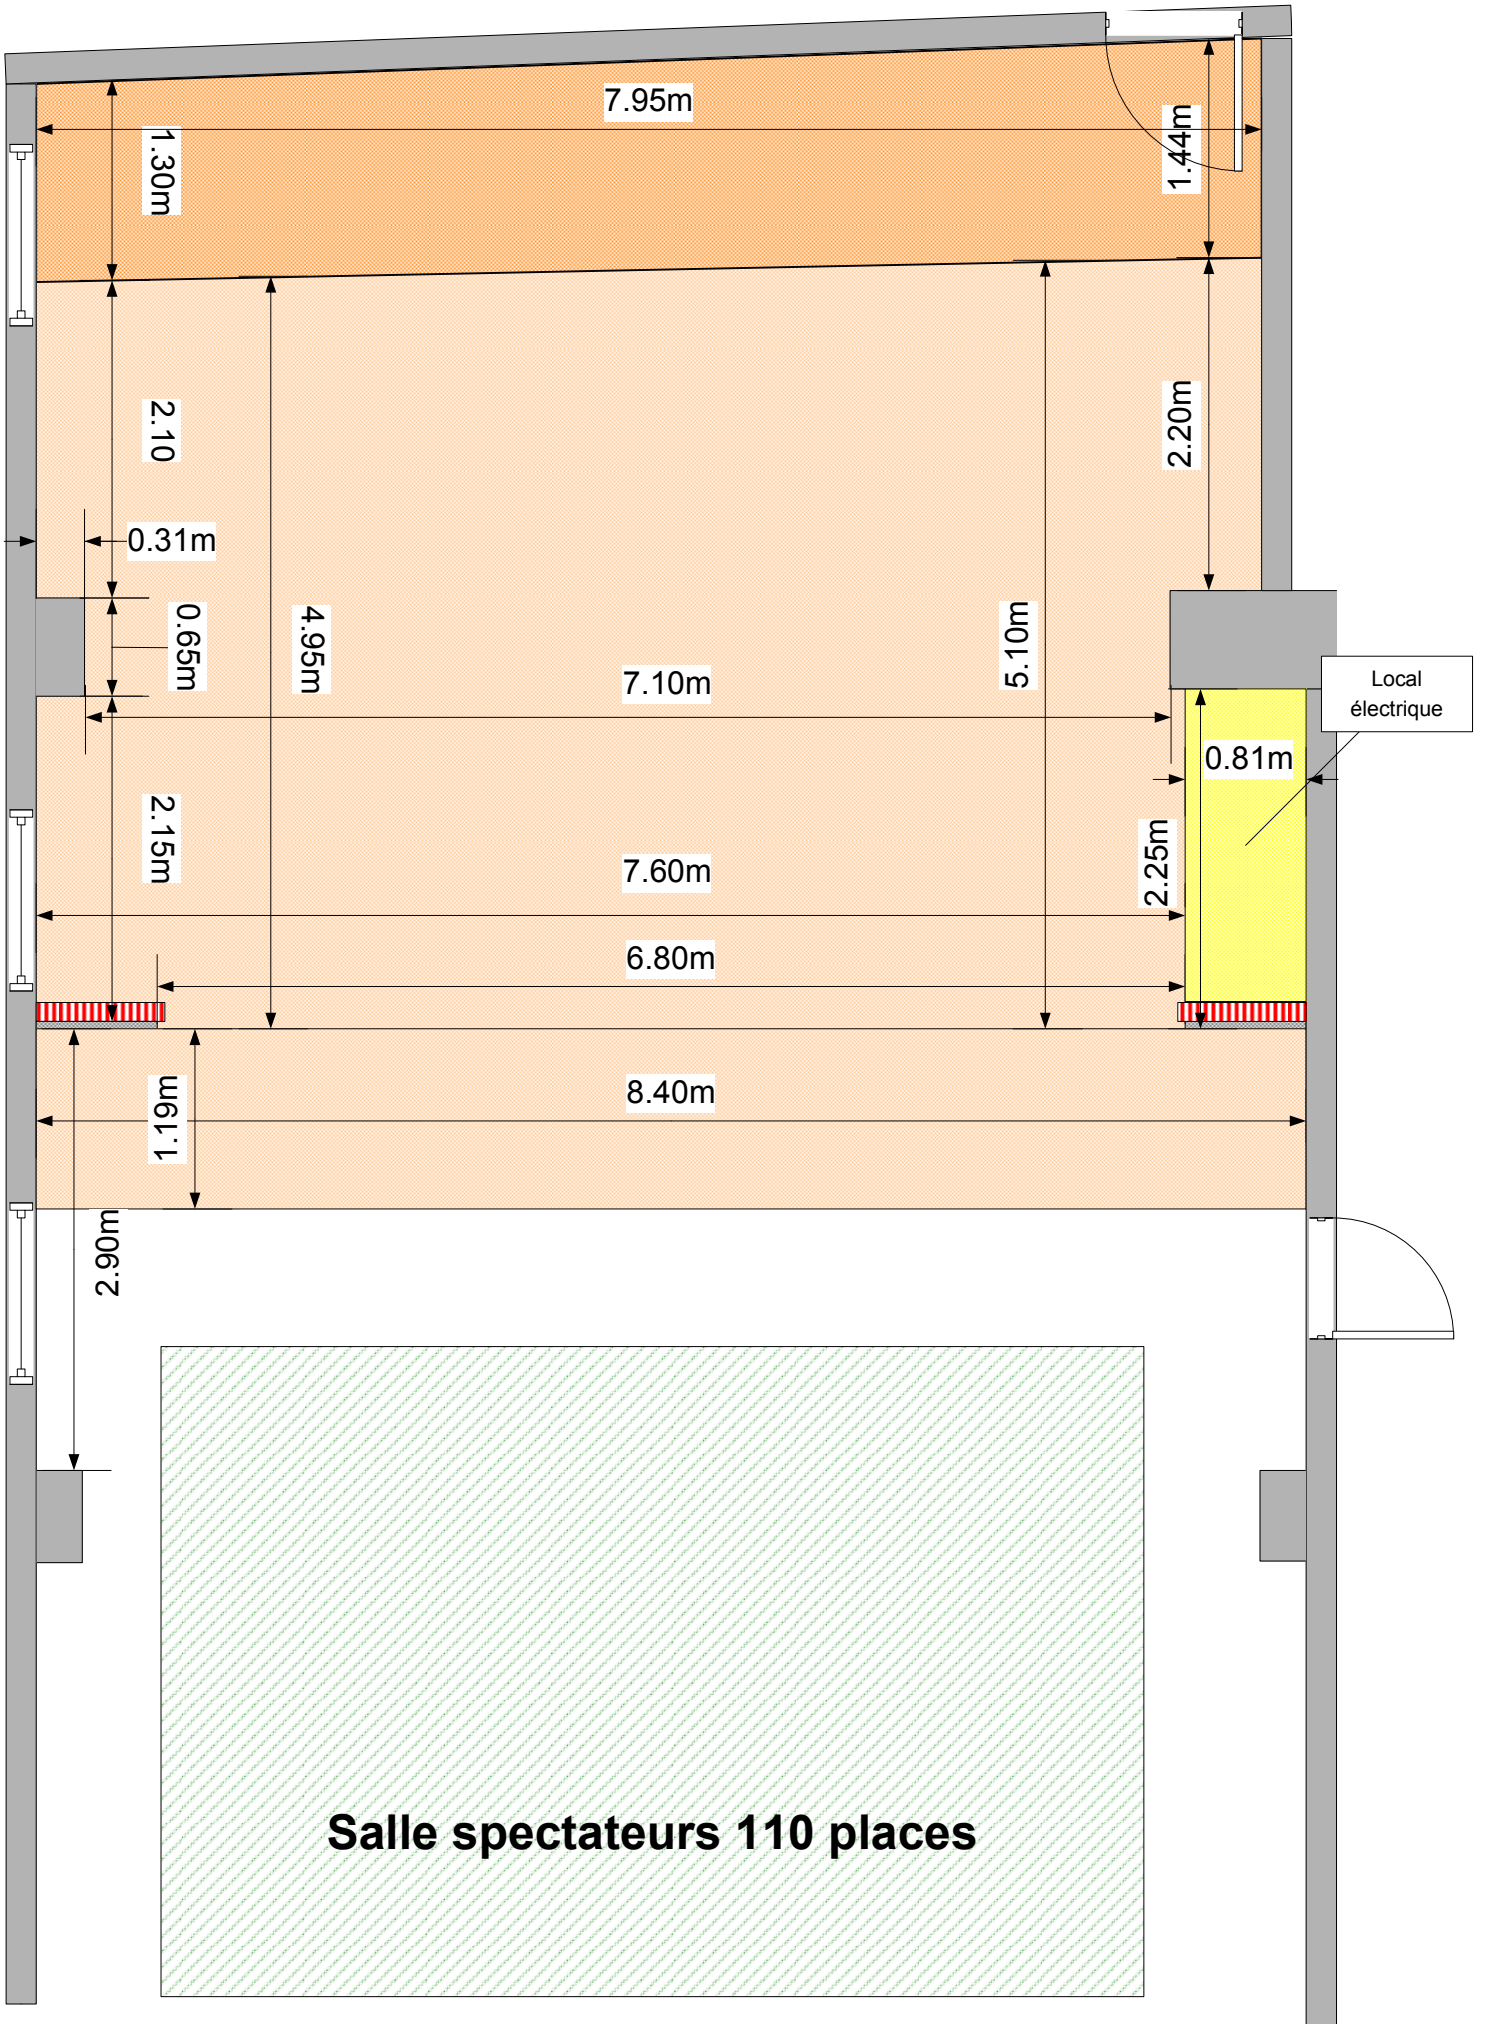 7.95m
1.30m
1.44m
2.10
2.20m
0.31m
0.65m
4.95m
5.10m
7.10m
Local
électrique
0.81m
2.15m
2.25m
7.60m
6.80m
8.40m
1.19m
2.90m
Salle spectateurs 110 places